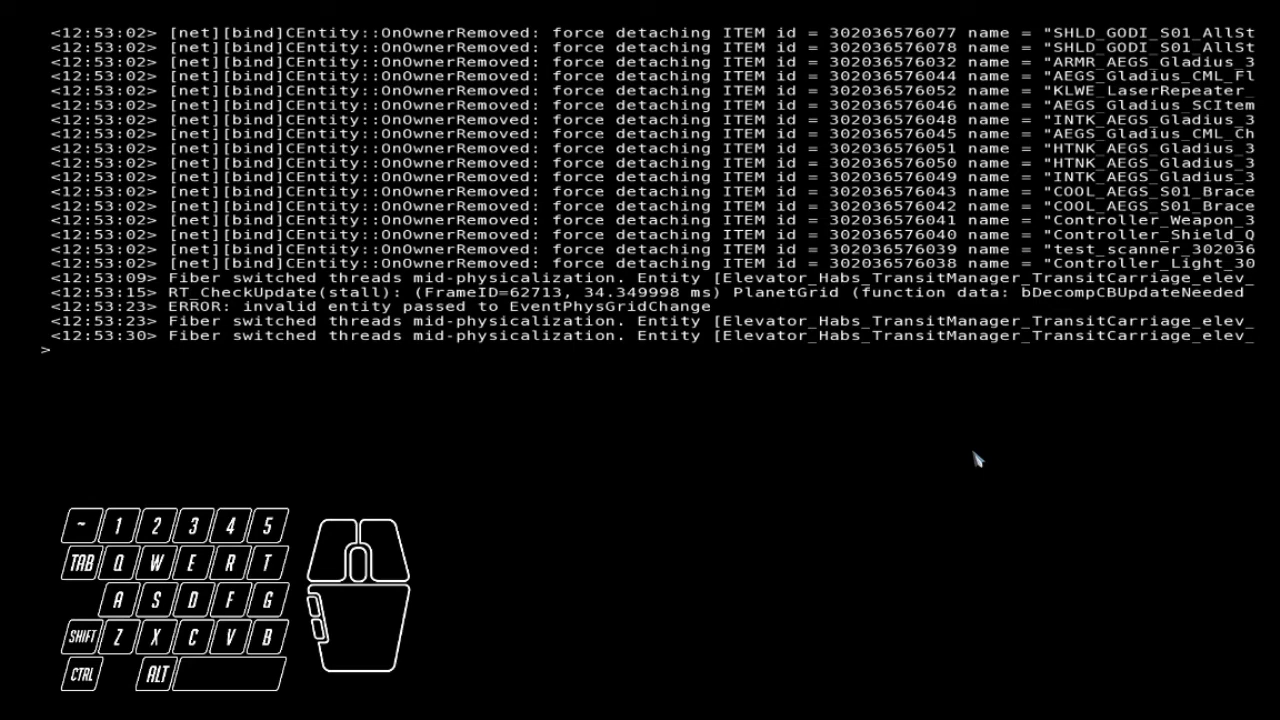 <12:53:02> [net][bind]CEntity::OnOwnerRemoved: force detaching ITEM id = 302036576077 name = "SHLD_GODI_S01_AllSt
<12:53:02> [net][bind]CEntity::OnOwnerRemoved: force detaching ITEM id = 302036576078 name = "SHLD_GODI_S01_AllSt
<12:53:02> [net][bind]CEntity::OnOwnerRemoved: force detaching ITEM id = 302036576032 name = "ARMR_AEGS_Gladius_3
<12:53:02> [net][bind]CEntity::OnOwnerRemoved: force detaching ITEM id = 302036576044 name = "AEGS_Gladius_CML_Fl
<12:53:02> [net][bind]CEntity::OnOwnerRemoved: force detaching ITEM id = 302036576052 name = "KLWE_LaserRepeater_
<12:53:02> [net][bind]CEntity::OnOwnerRemoved: force detaching ITEM id = 302036576046 name = "AEGS_Gladius_SCItem
<12:53:02> [net][bind]CEntity::OnOwnerRemoved: force detaching ITEM id = 302036576048 name = "INTK_AEGS_Gladius_3
<12:53:02> [net][bind]CEntity::OnOwnerRemoved: force detaching ITEM id = 302036576045 name = "AEGS_Gladius_CML_Ch
<12:53:02> [net][bind]CEntity::OnOwnerRemoved: force detaching ITEM id = 302036576051 name = "HTNK_AEGS_Gladius_3
<12:53:02> [net][bind]CEntity::OnOwnerRemoved: force detaching ITEM id = 302036576050 name = "HTNK_AEGS_Gladius_3
<12:53:02> [net][bind]CEntity::OnOwnerRemoved: force detaching ITEM id = 302036576049 name = "INTK_AEGS_Gladius_3
<12:53:02> [net][bind]CEntity::OnOwnerRemoved: force detaching ITEM id = 302036576043 name = "COOL_AEGS_S01_Brace
<12:53:02> [net][bind]CEntity::OnOwnerRemoved: force detaching ITEM id = 302036576042 name = "COOL_AEGS_S01_Brace
<12:53:02> [net][bind]CEntity::OnOwnerRemoved: force detaching ITEM id = 302036576041 name = "Controller_Weapon_3
<12:53:02> [net][bind]CEntity::OnOwnerRemoved: force detaching ITEM id = 302036576040 name = "Controller_Shield_Q
<12:53:02> [net][bind]CEntity::OnOwnerRemoved: force detaching ITEM id = 302036576039 name = "test_scanner_302036
<12:53:02> [net][bind]CEntity::OnOwnerRemoved: force detaching ITEM id = 302036576038 name = "Controller_Light_30
<12:53:09> Fiber switched threads mid-physicalization. Entity [Elevator_Habs_TransitManager_TransitCarriage_elev_
<12:53:15> RT_CheckUpdate(stall): (FrameID=62713, 34.349998 ms) PlanetGrid (function data: bDecompCBUpdateNeeded
<12:53:23> ERROR: invalid entity passed to EventPhysGridChange
<12:53:23> Fiber switched threads mid-physicalization. Entity [Elevator_Habs_TransitManager_TransitCarriage_elev_
<12:53:30> Fiber switched threads mid-physicalization. Entity [Elevator_Habs_TransitManager_TransitCarriage_elev_
>
~ 1 2 3 4 5
TAB Q W E R T
A S D F G
SHIFT Z X C V B
CTRL ALT